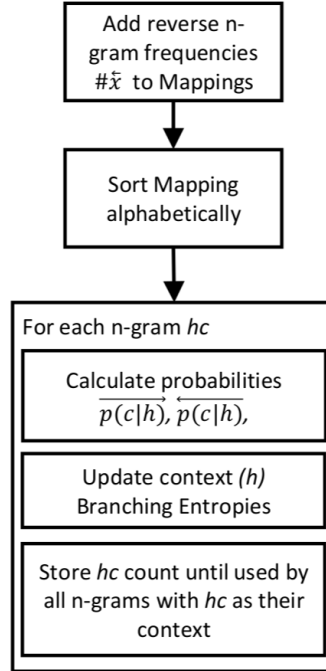 Add reverse n-
gram frequencies
#x⃖ to Mappings
Sort Mapping
alphabetically
For each n-gram hc
Calculate probabilities
p(c|h), p(c|h),
Update context (h)
Branching Entropies
Store hc count until used by
all n-grams with hc as their
context